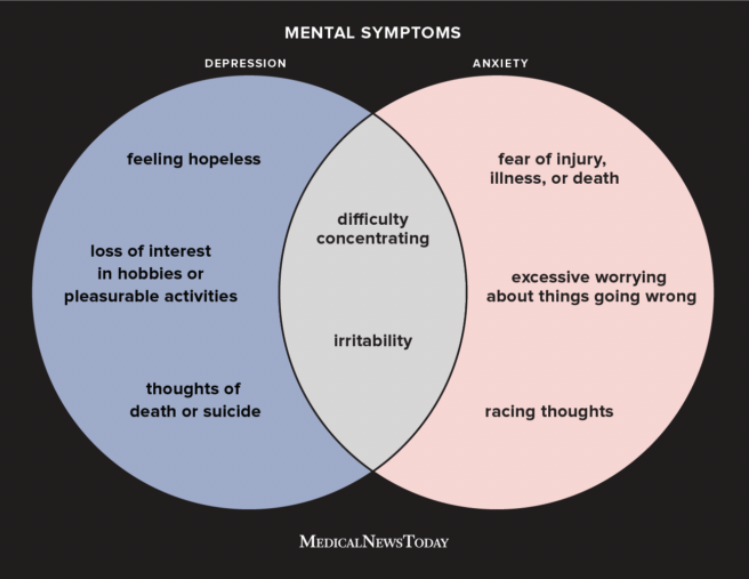 MENTAL SYMPTOMS
DEPRESSION
ANXIETY
feeling hopeless
loss of interest
in hobbies or
pleasurable activities
thoughts of
death or suicide
difficulty
concentrating
irritability
fear of injury,
illness, or death
excessive worrying
about things going wrong
racing thoughts
MEDICALNEWSTODAY